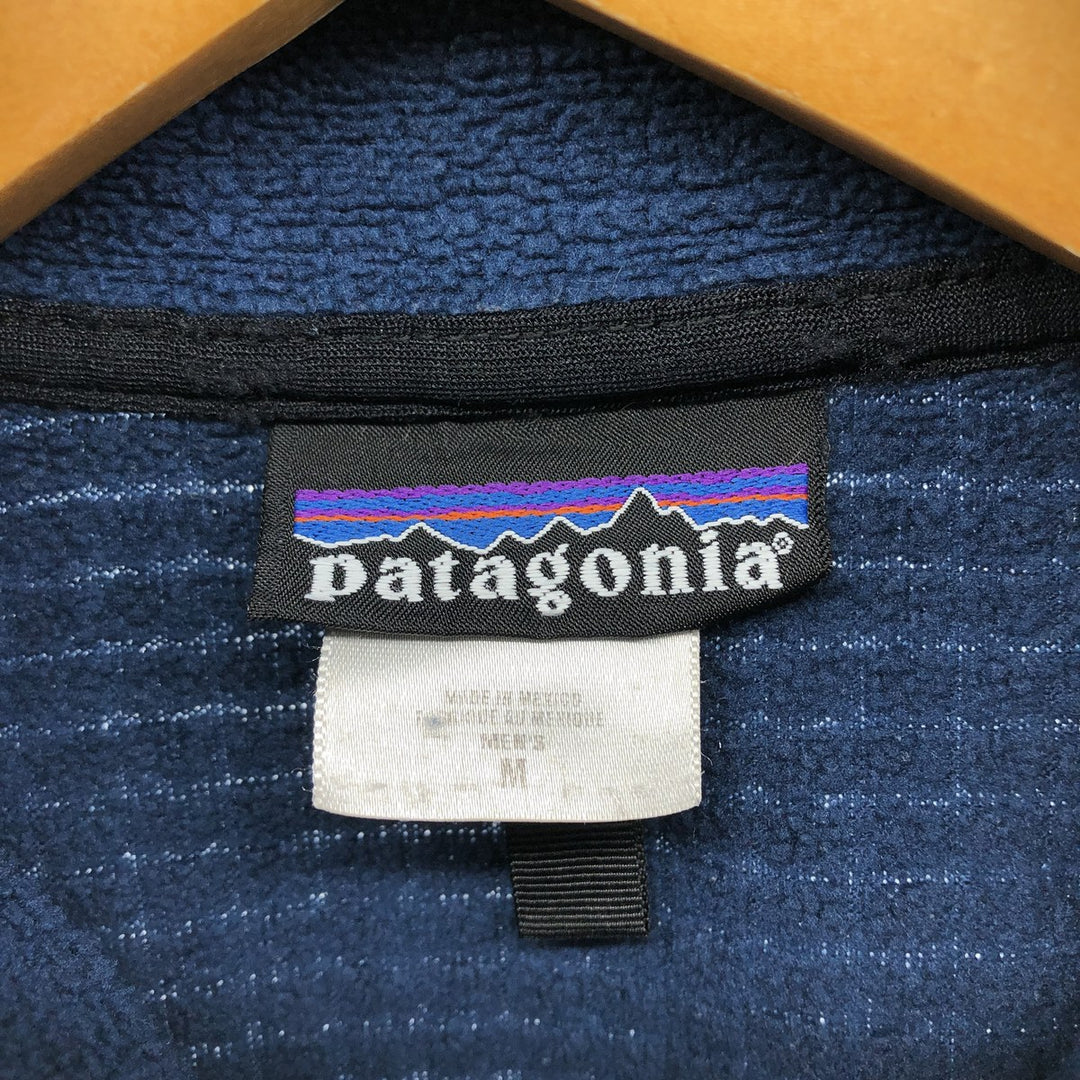 patagonia®
MADE IN MEXICO
FABRIQUE AU MEXIQUE
MEN'S
M